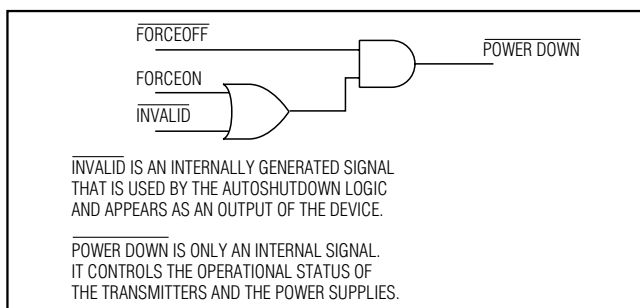 FORCEOFF
POWER DOWN
FORCEON
INVALID
INVALID IS AN INTERNALLY GENERATED SIGNAL
THAT IS USED BY THE AUTOSHUTDOWN LOGIC
AND APPEARS AS AN OUTPUT OF THE DEVICE.
POWER DOWN IS ONLY AN INTERNAL SIGNAL.
IT CONTROLS THE OPERATIONAL STATUS OF
THE TRANSMITTERS AND THE POWER SUPPLIES.